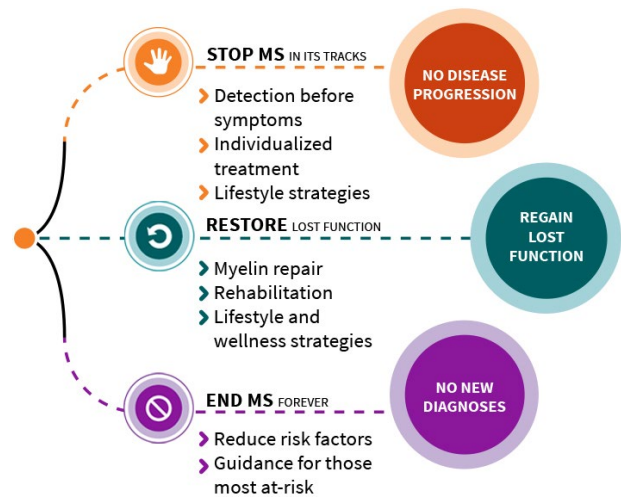 STOP MS IN ITS TRACKS
NO DISEASE
PROGRESSION
Detection before
symptoms
Individualized
treatment
Lifestyle strategies
RESTORE LOST FUNCTION
REGAIN
LOST
FUNCTION
Myelin repair
Rehabilitation
Lifestyle and
wellness strategies
END MS FOREVER
NO NEW
DIAGNOSES
Reduce risk factors
Guidance for those
most at-risk